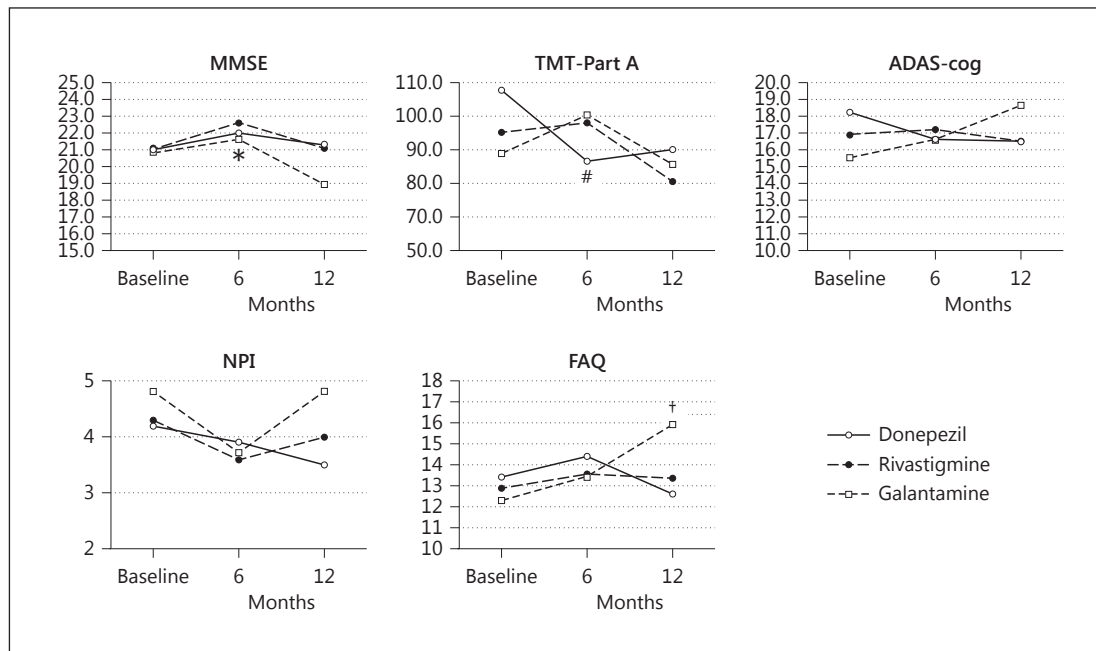 MMSE
25.0
24.0
23.0
22.0
21.0
20.0
19.0
18.0
17.0
16.0
15.0
*
Baseline 6 12
Months
TMT-Part A
110.0
100.0
90.0
80.0
70.0
60.0
50.0
#
Baseline 6 12
Months
ADAS-cog
20.0
19.0
18.0
17.0
16.0
15.0
14.0
13.0
12.0
11.0
10.0
Baseline 6 12
Months
NPI
5
4
3
2
Baseline 6 12
Months
FAQ
18
17
16
15
14
13
12
11
10
†
Baseline 6 12
Months
Donepezil
Rivastigmine
Galantamine